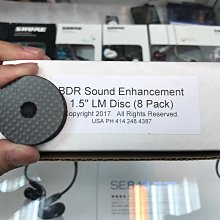 SHURE
BDR Sound Enhancement
1.5" LM Disc (8 Pack)
Copyright 2017. All Rights Reserved.
USA PH 414 248 4387